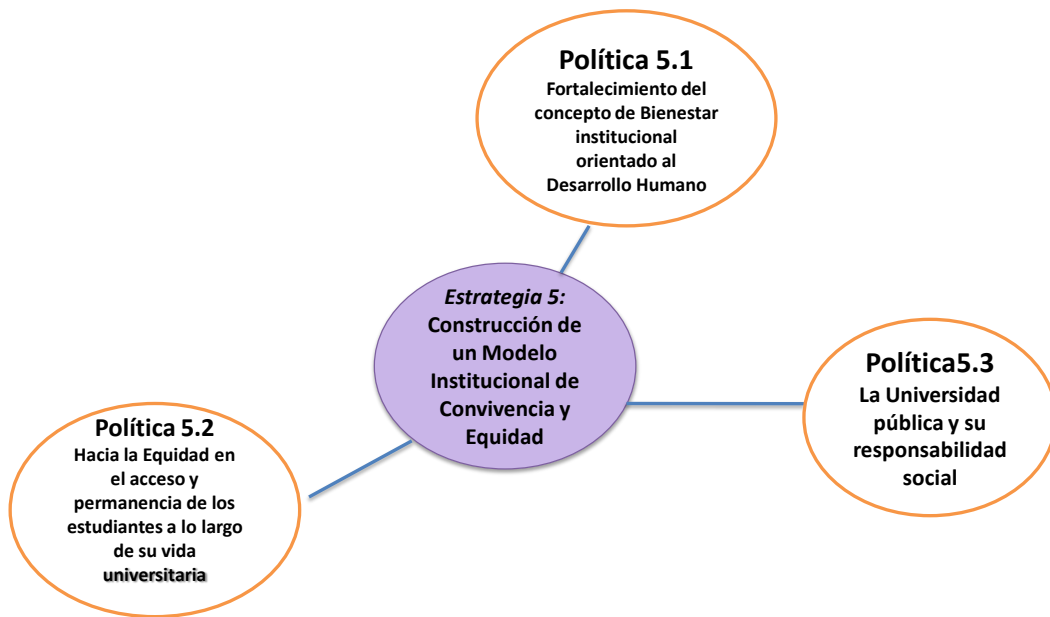 Política 5.1
Fortalecimiento del
concepto de Bienestar
institucional
orientado al
Desarrollo Humano
Estrategia 5:
Construcción de
un Modelo
Institucional de
Convivencia y
Equidad
Política5.3
La Universidad
pública y su
responsabilidad
social
Política 5.2
Hacia la Equidad en
el acceso y
permanencia de los
estudiantes a lo largo
de su vida
universitaria